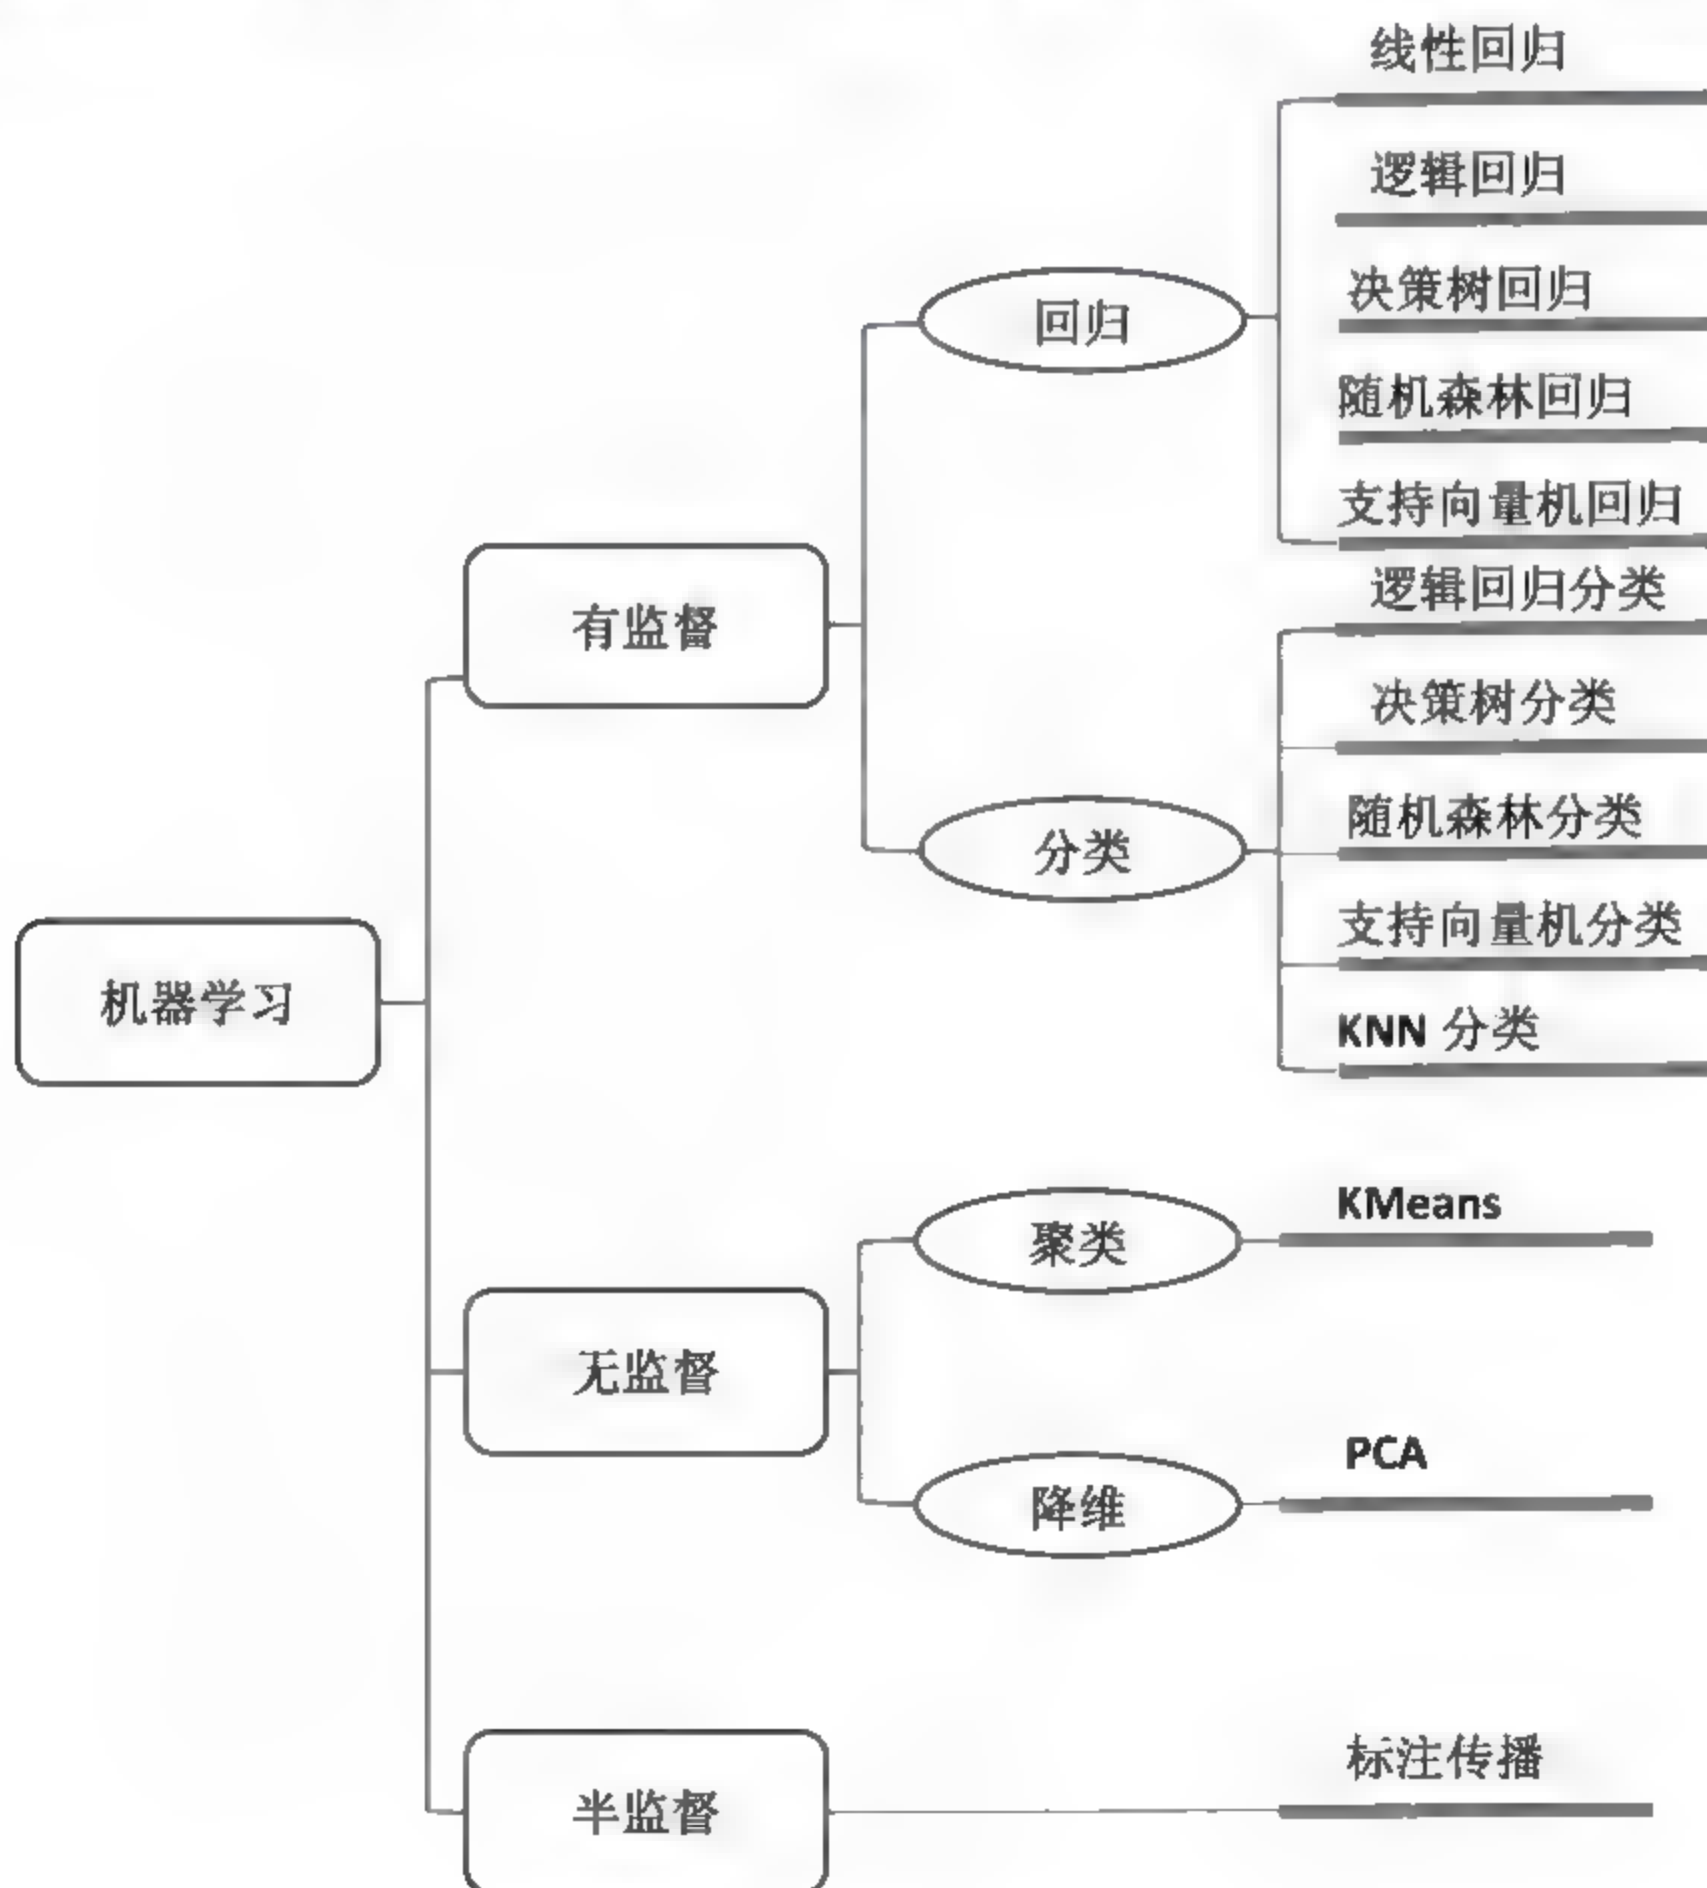 线性回归
逻辑回归
决策树回归
随机森林回归
支持向量机回归
回归
有监督
逻辑回归分类
决策树分类
随机森林分类
支持向量机分类
KNN 分类
分类
机器学习
KMeans
聚类
无监督
PCA
降维
标注传播
半监督